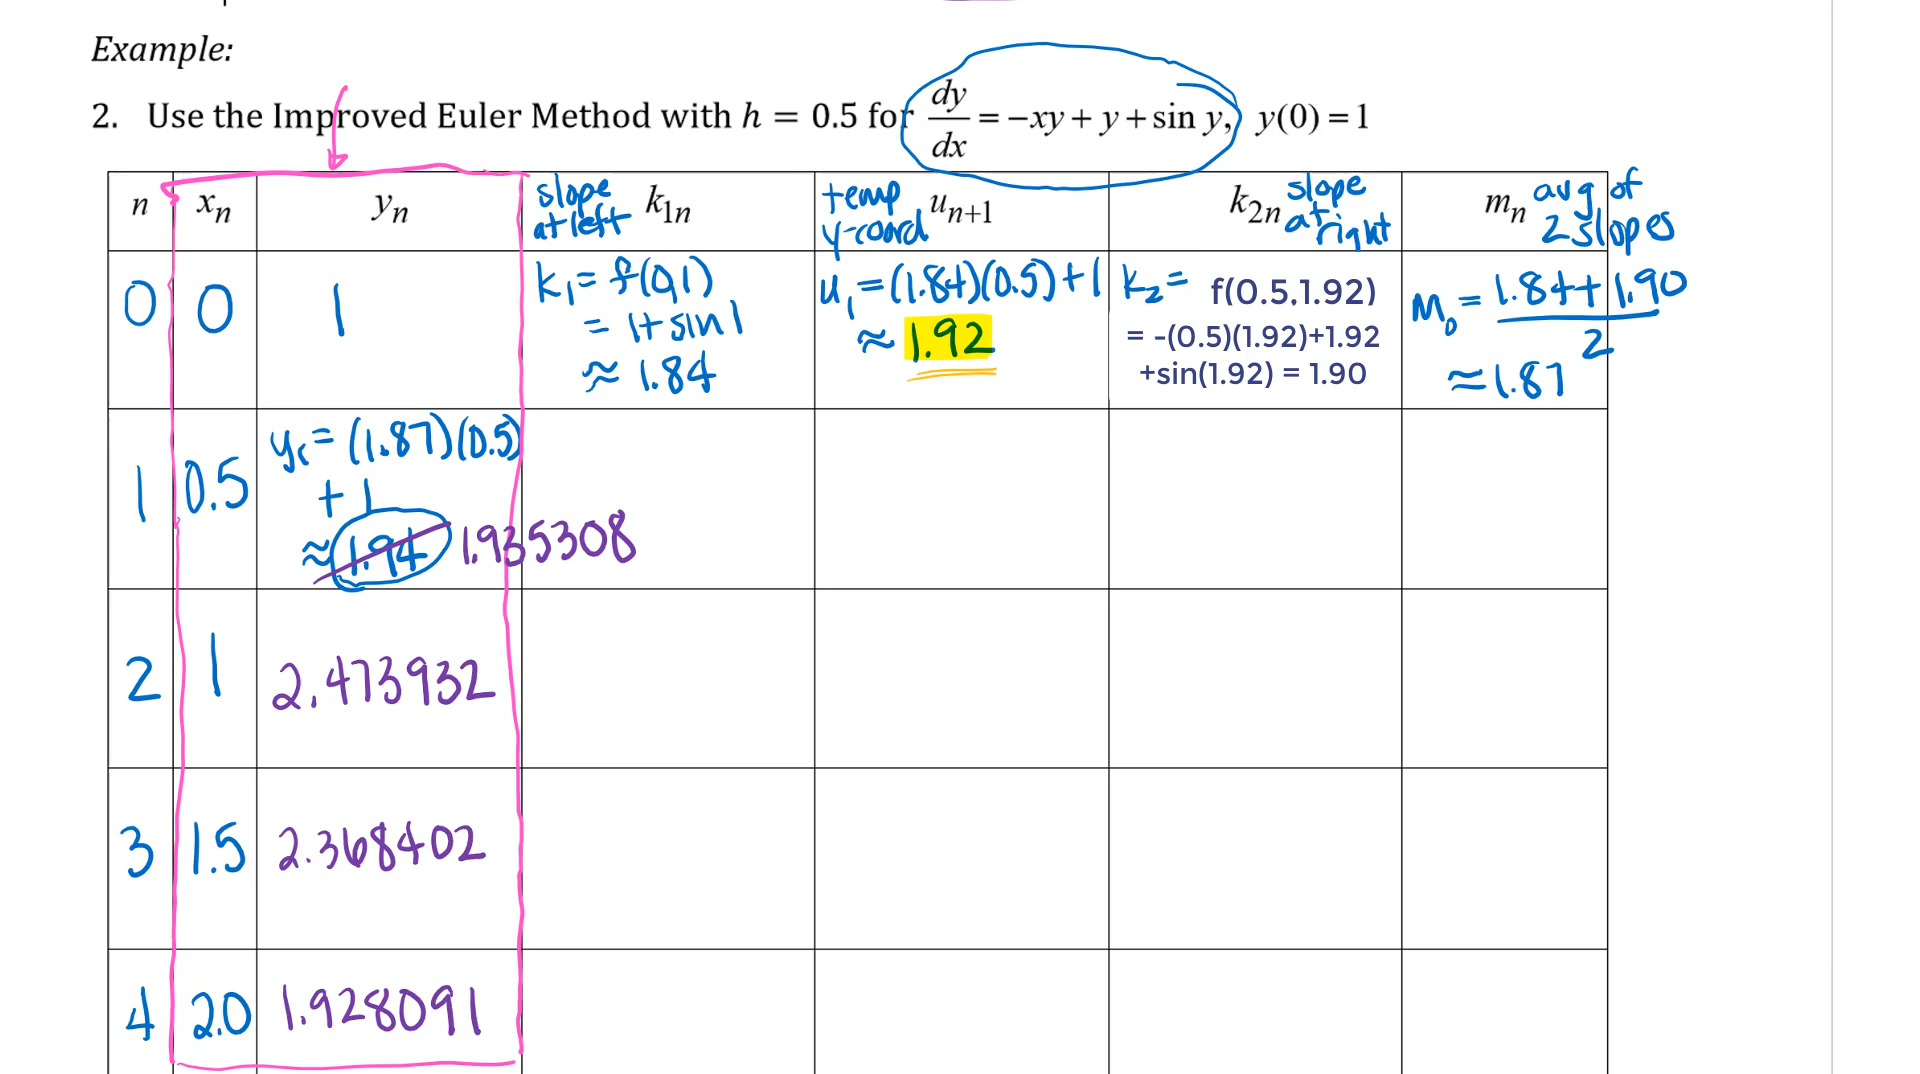 Example:
2. Use the Improved Euler Method with h = 0.5 for dy/dx = −xy + y + sin y, y(0) = 1
n xₙ yₙ slope at left k₁ₙ temp y-coord uₙ₊₁ k₂ₙ slope at right mₙ avg of 2 slopes
0 0 1 k₁ = f(0,1) u₁ = (1.84)(0.5)+1 k₂ = f(0.5,1.92) m₀ = (1.84+1.90)/2
= 1+ sin 1 ≈ 1.92 = -(0.5)(1.92)+1.92
≈ 1.84 +sin(1.92) = 1.90 ≈ 1.87
1 0.5 y₁ = (1.87)(0.5)
+ 1
≈ 1.94 1.935308
2 1 2.473932
3 1.5 2.368402
4 2.0 1.928091